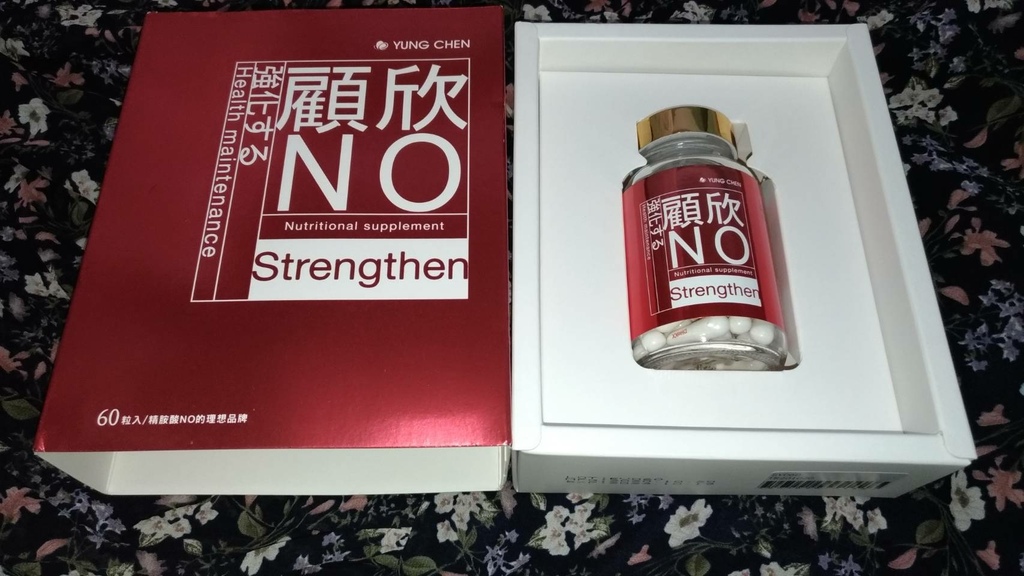 YUNG CHEN
顧欣
NO
強化する
Health maintenance
Nutritional supplement
Strengthen
60粒入/精胺酸NO的理想品牌
YUNG CHEN
顧欣
NO
強化する
Health maintenance
Nutritional supplement
Strengthen